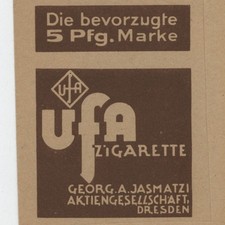 Die bevorzugte
5 Pfg. Marke
UFA
UfA
ZIGARETTE
GEORG.A.JASMATZI
AKTIENGESELLSCHAFT,
DRESDEN